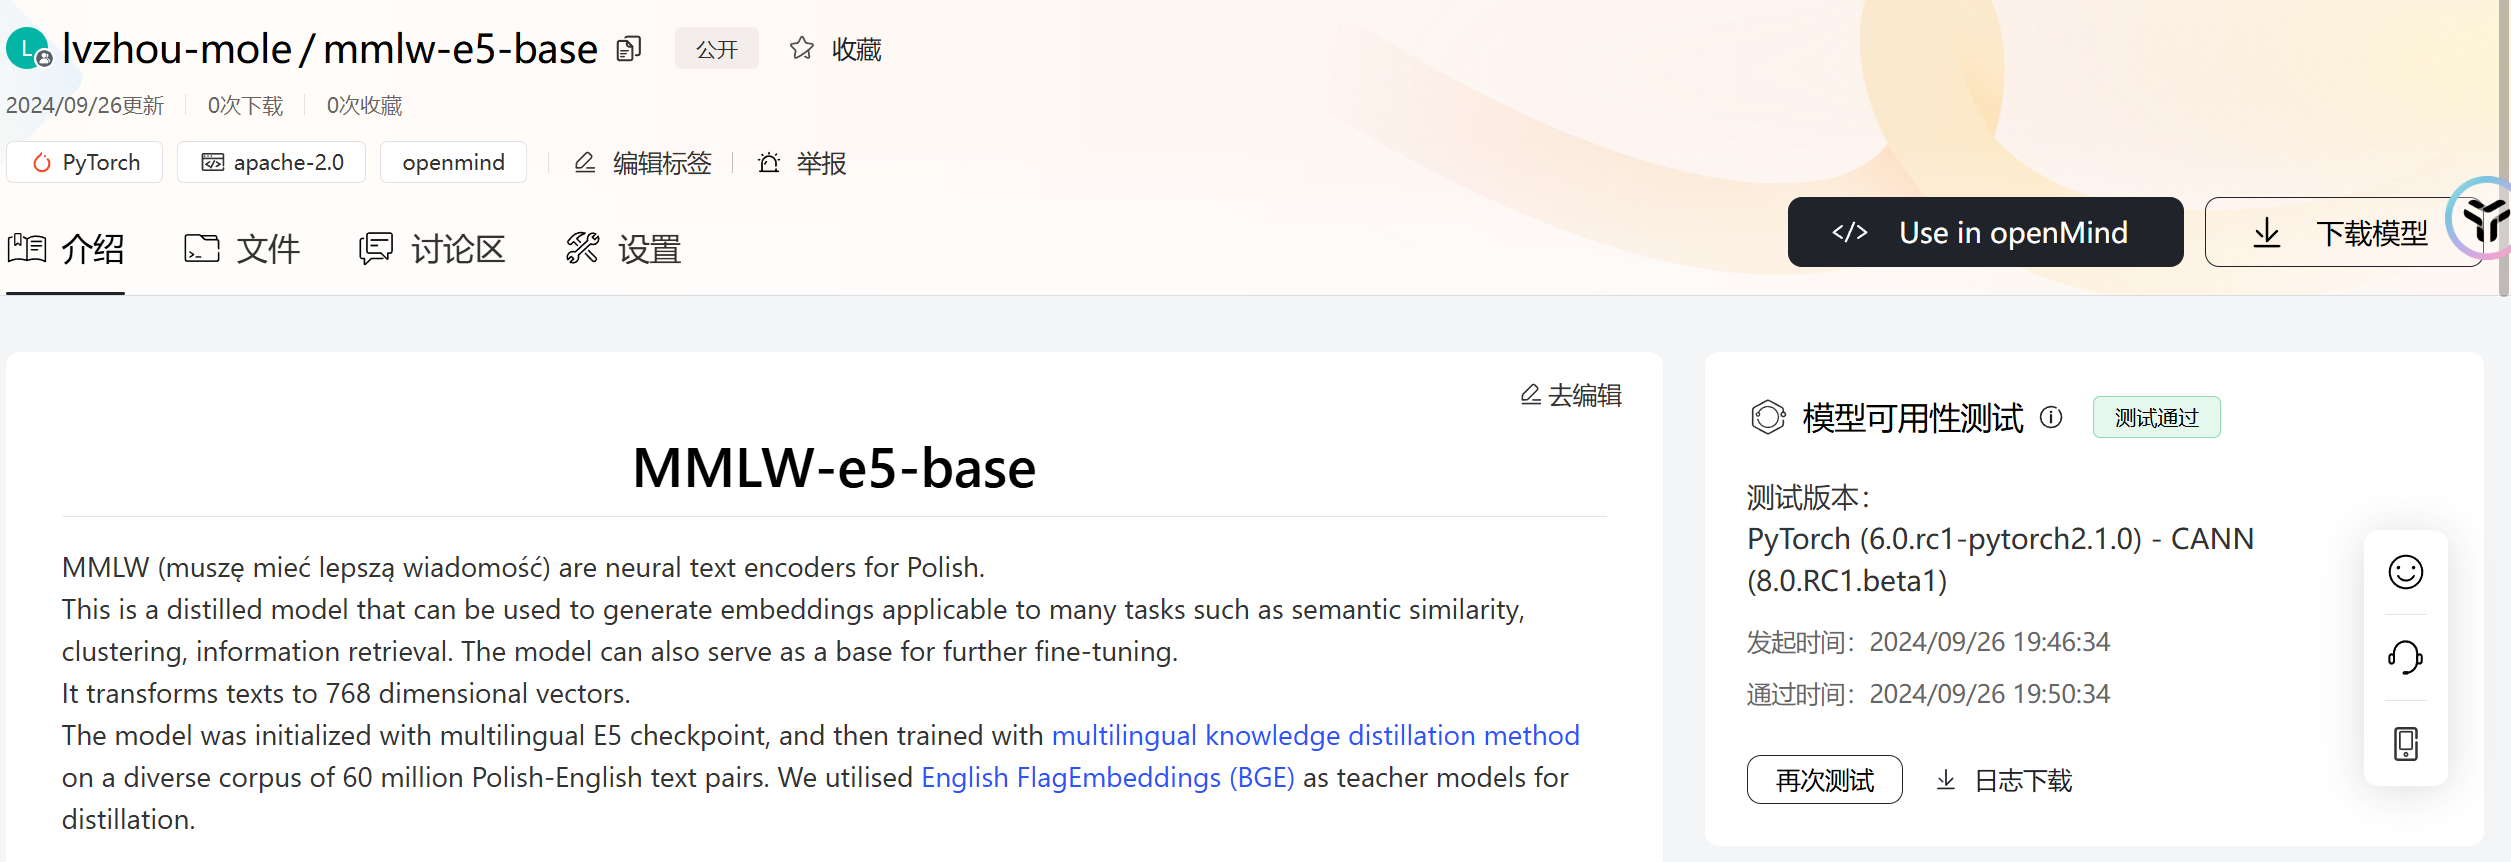 L lvzhou-mole / mmlw-e5-base 公开 收藏
2024/09/26更新 0次下载 0次收藏
PyTorch apache-2.0 openmind 编辑标签 举报
介绍 文件 讨论区 设置
</> Use in openMind 下载模型
去编辑
MMLW-e5-base
MMLW (muszę mieć lepszą wiadomość) are neural text encoders for Polish.
This is a distilled model that can be used to generate embeddings applicable to many tasks such as semantic similarity,
clustering, information retrieval. The model can also serve as a base for further fine-tuning.
It transforms texts to 768 dimensional vectors.
The model was initialized with multilingual E5 checkpoint, and then trained with multilingual knowledge distillation method
on a diverse corpus of 60 million Polish-English text pairs. We utilised English FlagEmbeddings (BGE) as teacher models for
distillation.
模型可用性测试 测试通过
测试版本：
PyTorch (6.0.rc1-pytorch2.1.0) - CANN
(8.0.RC1.beta1)
发起时间：2024/09/26 19:46:34
通过时间：2024/09/26 19:50:34
再次测试 日志下载